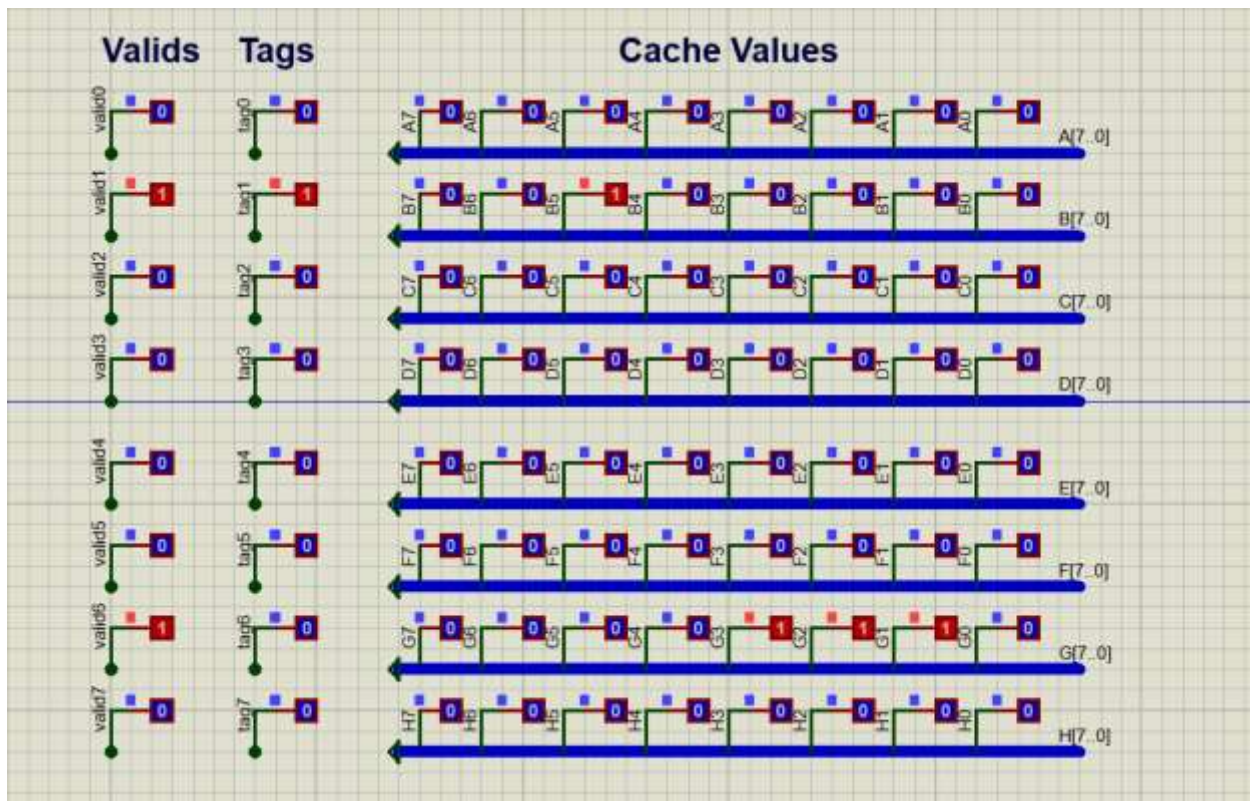 Valids Tags Cache Values
valid0 0 tag0 0 A7 0 A6 0 A5 0 A4 0 A3 0 A2 0 A1 0 A0 0 A[7..0]
valid1 1 tag1 1 B7 0 B6 0 B5 1 B4 0 B3 0 B2 0 B1 0 B0 0 B[7..0]
valid2 0 tag2 0 C7 0 C6 0 C5 0 C4 0 C3 0 C2 0 C1 0 C0 0 C[7..0]
valid3 0 tag3 0 D7 0 D6 0 D5 0 D4 0 D3 0 D2 0 D1 0 D0 0 D[7..0]
valid4 0 tag4 0 E7 0 E6 0 E5 0 E4 0 E3 0 E2 0 E1 0 E0 0 E[7..0]
valid5 0 tag5 0 F7 0 F6 0 F5 0 F4 0 F3 0 F2 0 F1 0 F0 0 F[7..0]
valid6 1 tag6 0 G7 0 G6 0 G5 0 G4 0 G3 1 G2 1 G1 1 G0 0 G[7..0]
valid7 0 tag7 0 H7 0 H6 0 H5 0 H4 0 H3 0 H2 0 H1 0 H0 0 H[7..0]